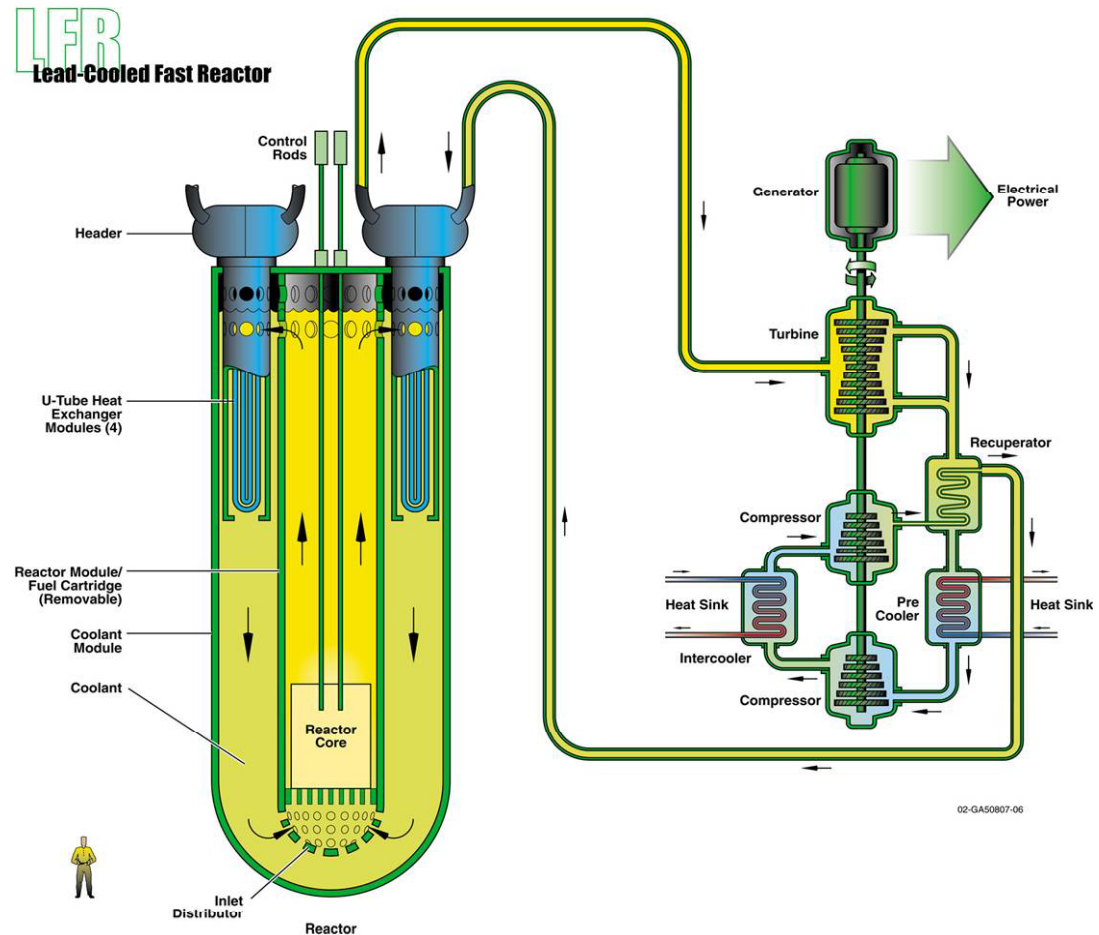 LFR
Lead-Cooled Fast Reactor
Control
Rods
Header
Generator
Electrical
Power
Turbine
U-Tube Heat
Exchanger
Modules (4)
Recuperator
Compressor
Reactor Module/
Fuel Cartridge
(Removable)
Heat Sink
Pre
Cooler
Heat Sink
Coolant
Module
Intercooler
Coolant
Compressor
Reactor
Core
02-GA50807-06
Inlet
Distributor
Reactor